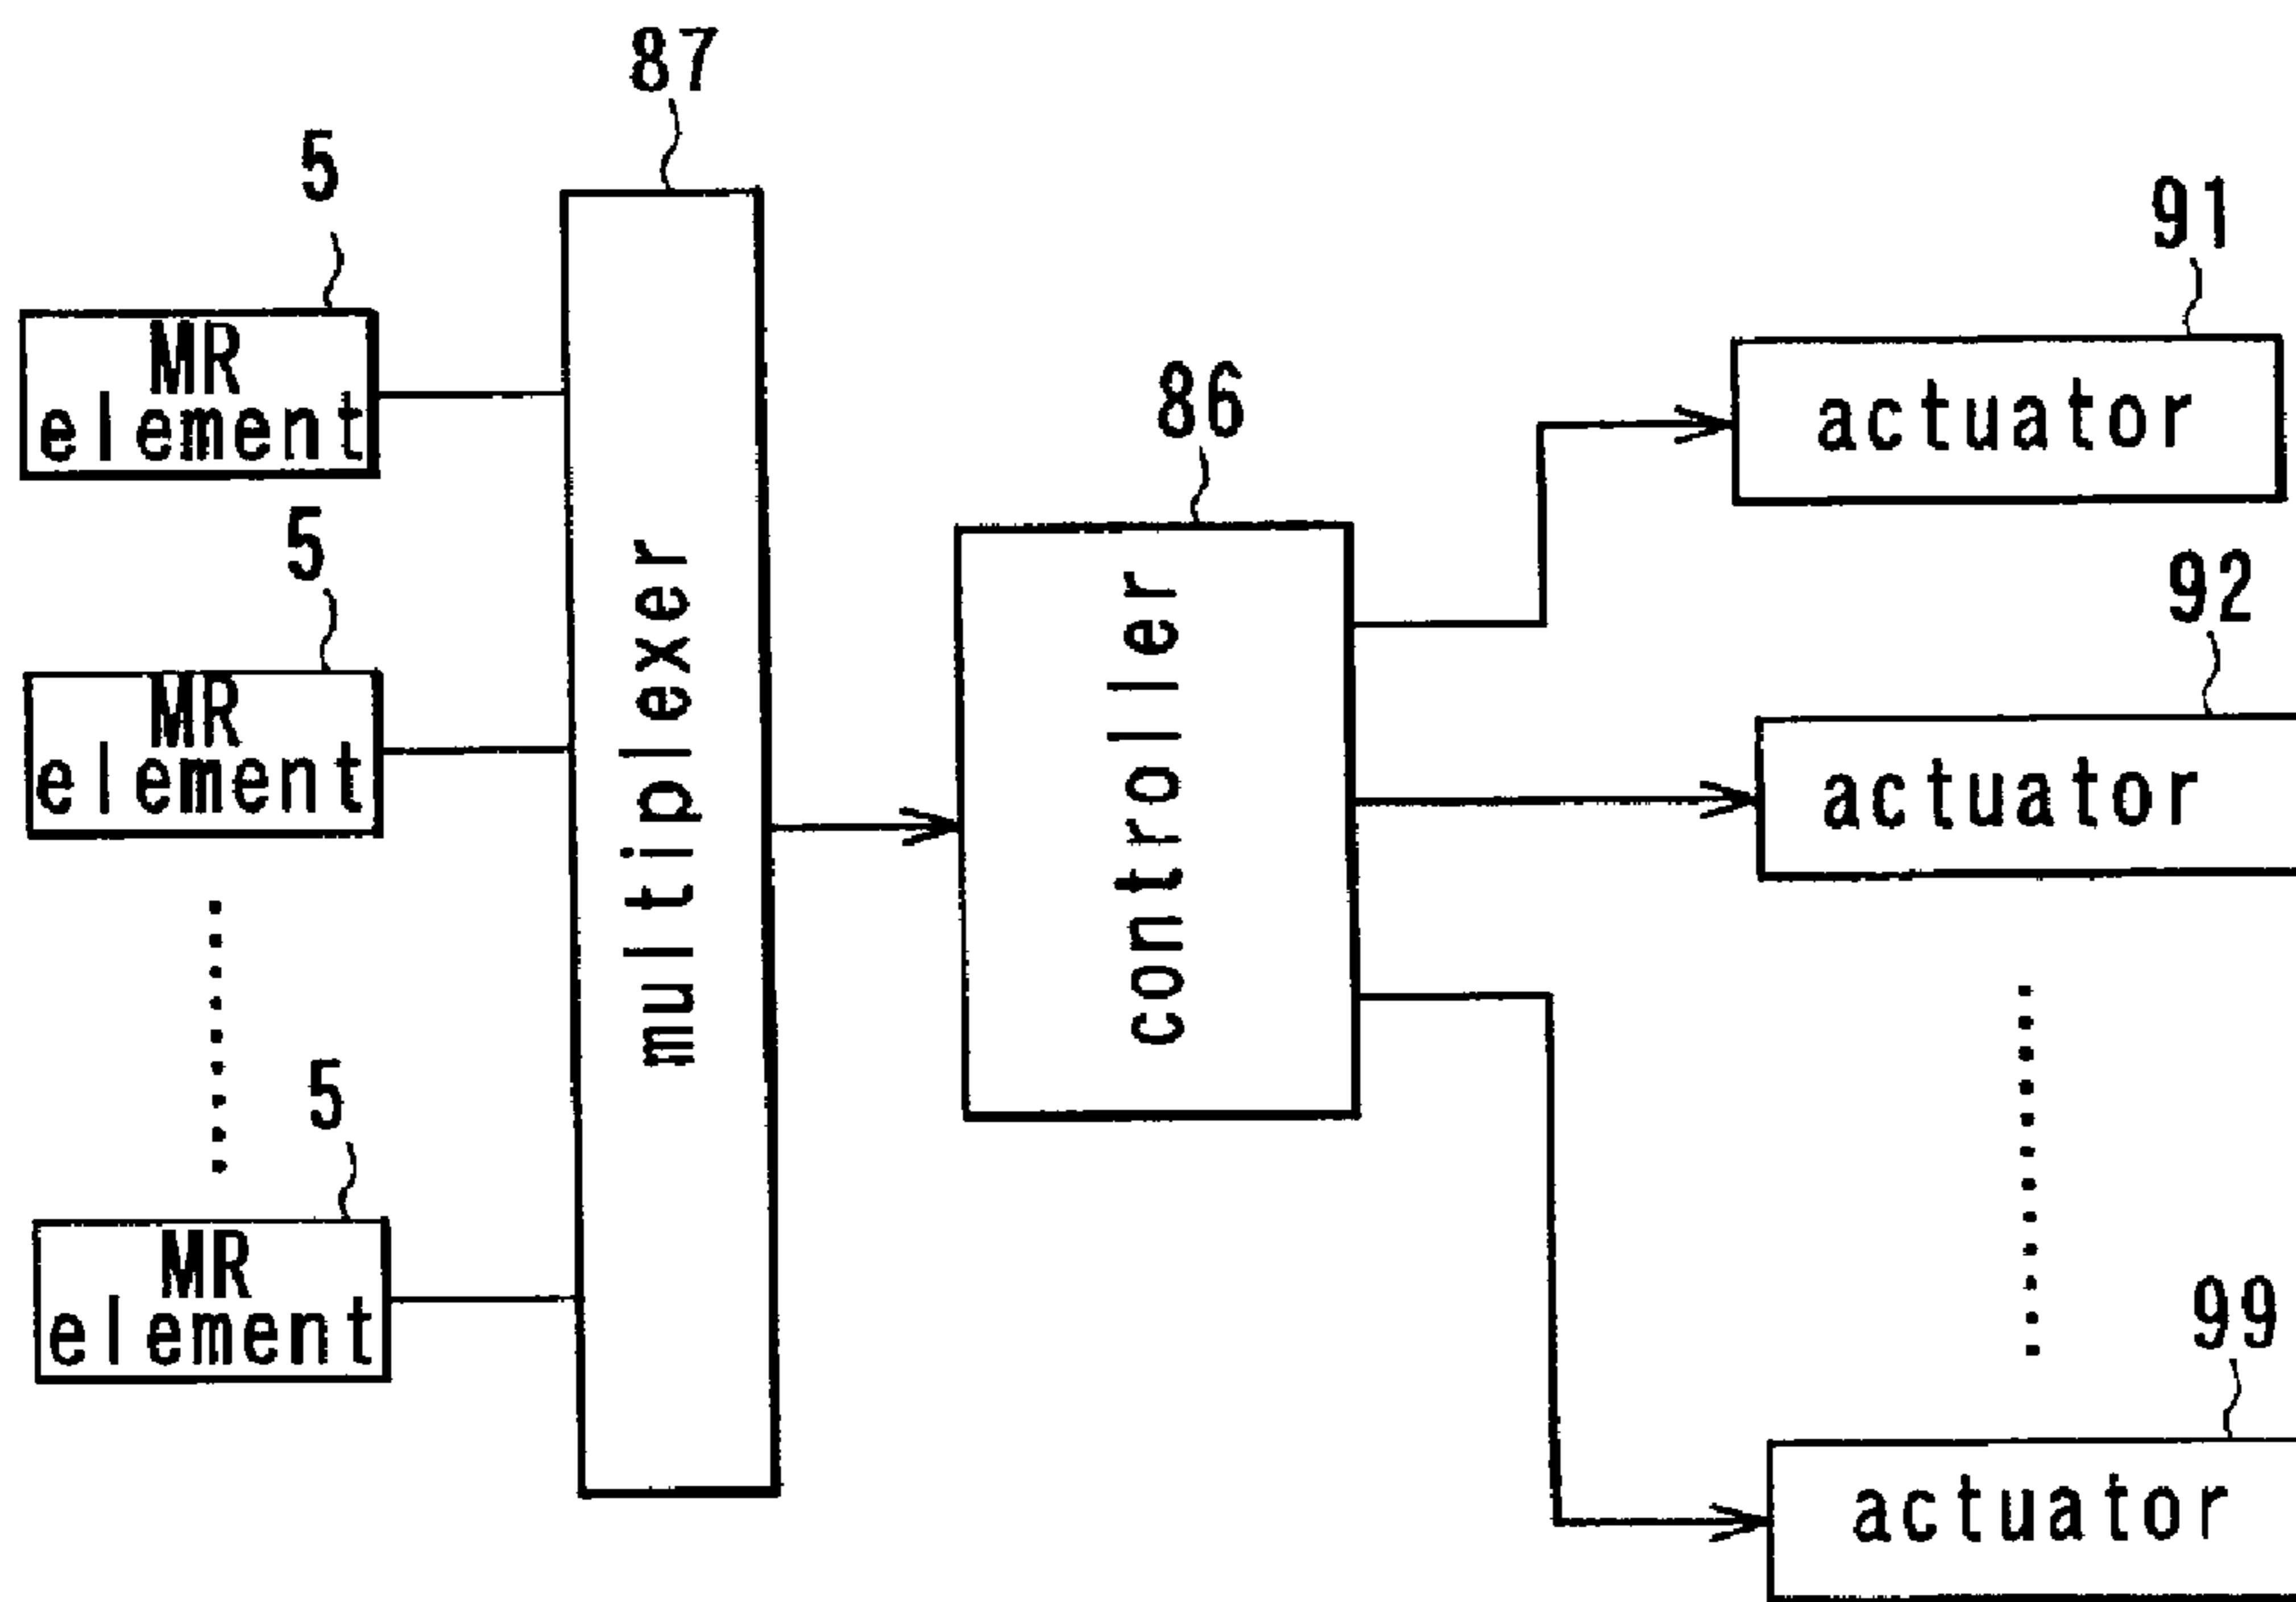 87
5
MR
element
5
MR
element
5
MR
element
multiplexer
86
controller
91
actuator
92
actuator
99
actuator